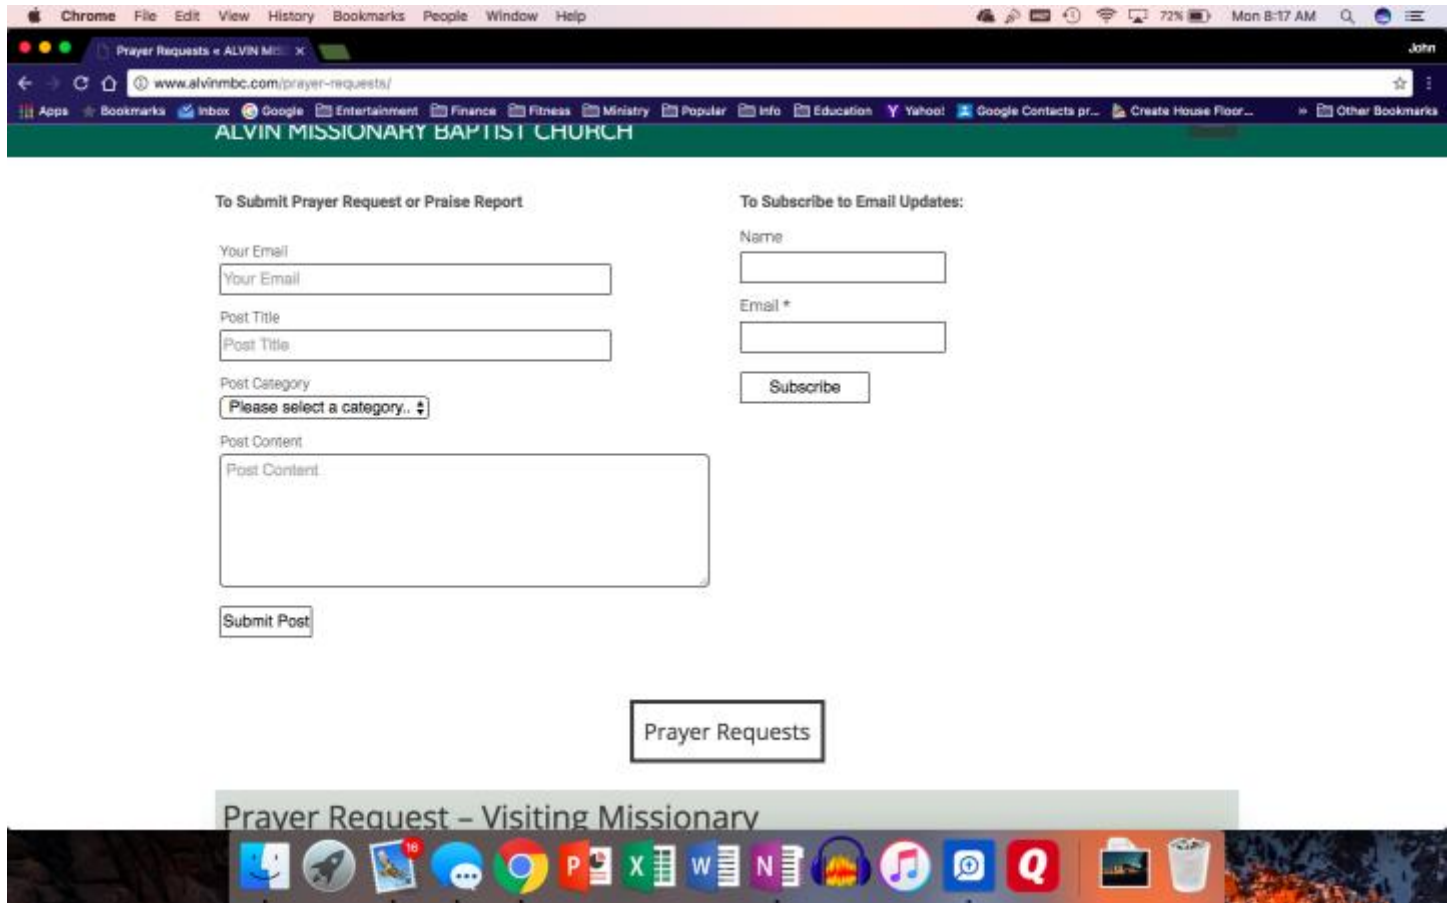 Chrome File Edit View History Bookmarks People Window Help 72% Mon 8:17 AM
Prayer Requests « ALVIN MIS John
www.alvinmbc.com/prayer-requests/
Apps Bookmarks Inbox Google Entertainment Finance Fitness Ministry Popular Info Education Yahoo! Google Contacts pr... Create House Floor... » Other Bookmarks
ALVIN MISSIONARY BAPTIST CHURCH
To Submit Prayer Request or Praise Report
Your Email
Your Email
Post Title
Post Title
Post Category
Please select a category..
Post Content
Post Content
Submit Post
To Subscribe to Email Updates:
Name
Email *
Subscribe
Prayer Requests
Prayer Request – Visiting Missionary
16
P X W N Q